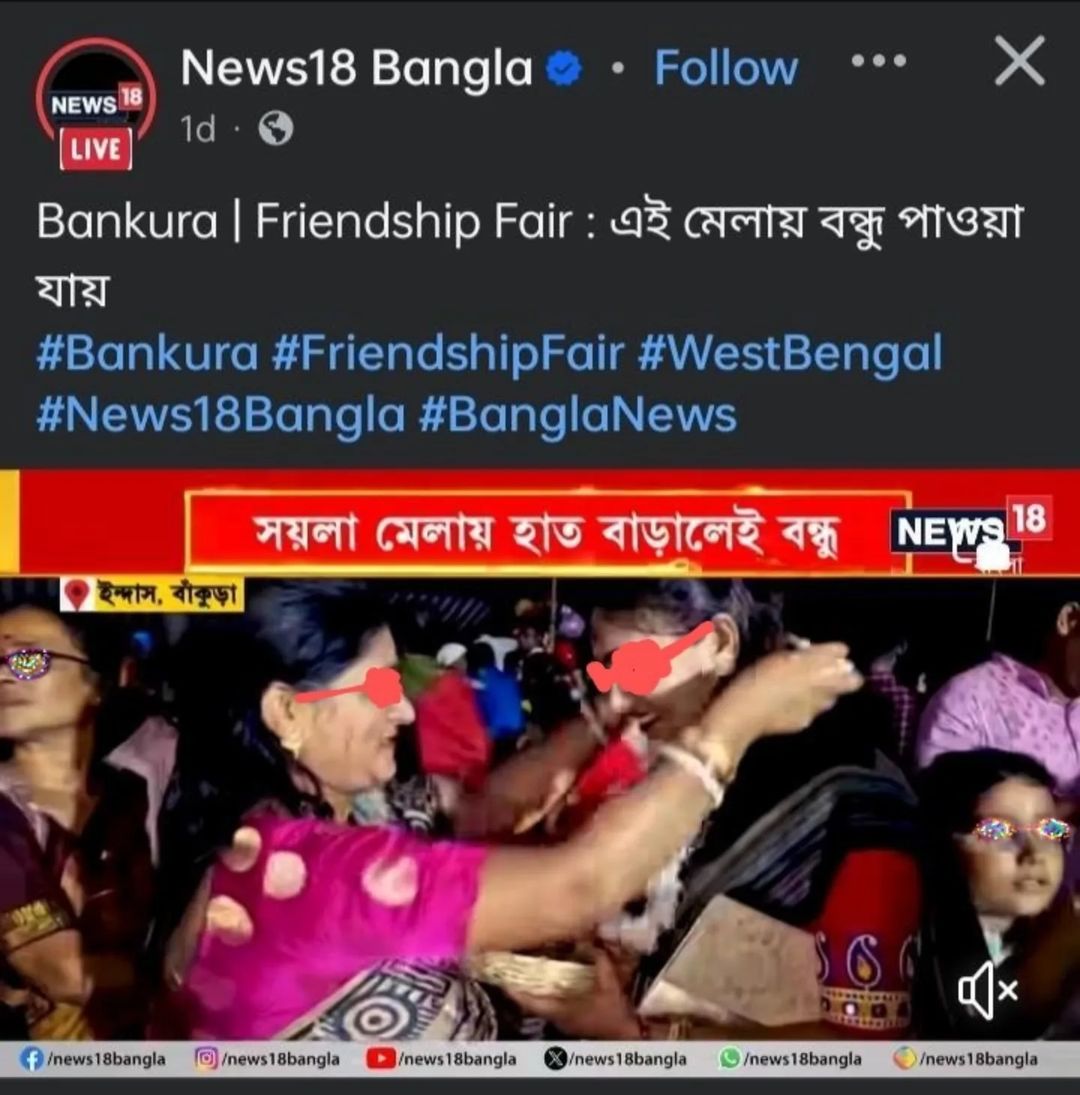 News18 Bangla · Follow
NEWS 18
LIVE
1d ·
Bankura | Friendship Fair : এই মেলায় বন্ধু পাওয়া
যায়
#Bankura #FriendshipFair #WestBengal
#News18Bangla #BanglaNews
সয়লা মেলায় হাত বাড়ালেই বন্ধু
NEWS 18
ইন্দাস, বাঁকুড়া
/news18bangla /news18bangla /news18bangla /news18bangla /news18bangla /news18bangla